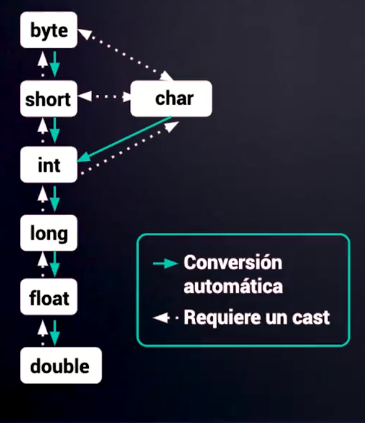 byte
short
char
int
long
float
double
Conversión
automática
Requiere un cast